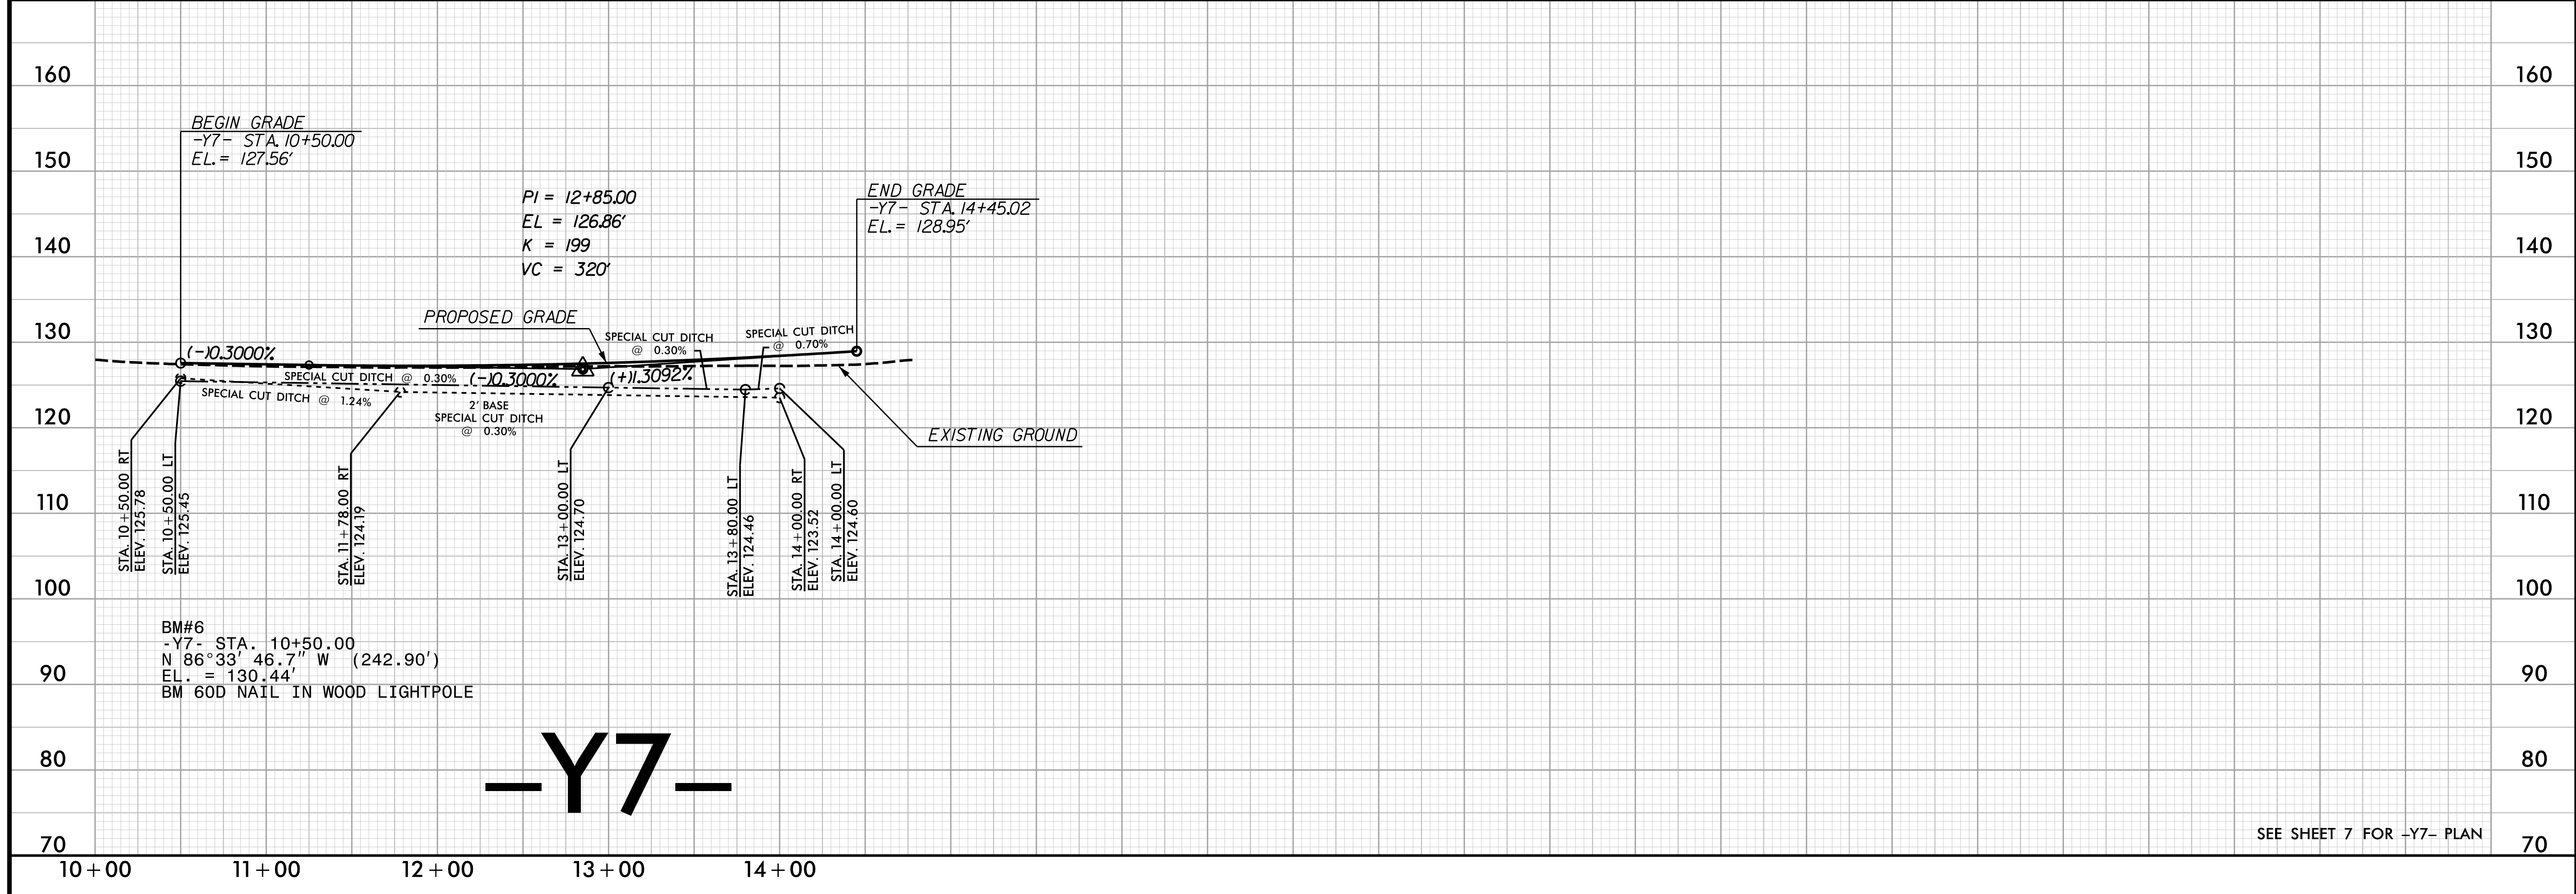 160
160
BEGIN GRADE
-Y7- STA. 10+50.00
EL.= 127.56'
150
150
PI = 12+85.00
EL = 126.86'
K = 199
VC = 320'
END GRADE
-Y7- STA. 14+45.02
EL.= 128.95'
140
140
130
130
PROPOSED GRADE
SPECIAL CUT DITCH
@ 0.30%
SPECIAL CUT DITCH
@ 0.70%
(-)0.3000%
SPECIAL CUT DITCH @ 0.30%
(-)0.3000%
(+)1.3092%
SPECIAL CUT DITCH @ 1.24%
2' BASE
SPECIAL CUT DITCH
@ 0.30%
120
120
EXISTING GROUND
STA. 10+50.00 RT
ELEV. 125.78
STA. 10+50.00 LT
ELEV. 125.45
STA. 11+78.00 RT
ELEV. 124.19
STA. 13+00.00 LT
ELEV. 124.70
STA. 13+80.00 LT
ELEV. 124.46
STA. 14+00.00 RT
ELEV. 123.52
STA. 14+00.00 LT
ELEV. 124.60
110
110
100
100
BM#6
-Y7- STA. 10+50.00
N 86°33' 46.7" W (242.90')
EL. = 130.44'
BM 60D NAIL IN WOOD LIGHTPOLE
90
90
80
80
-Y7-
SEE SHEET 7 FOR -Y7- PLAN
70
70
10+00
11+00
12+00
13+00
14+00